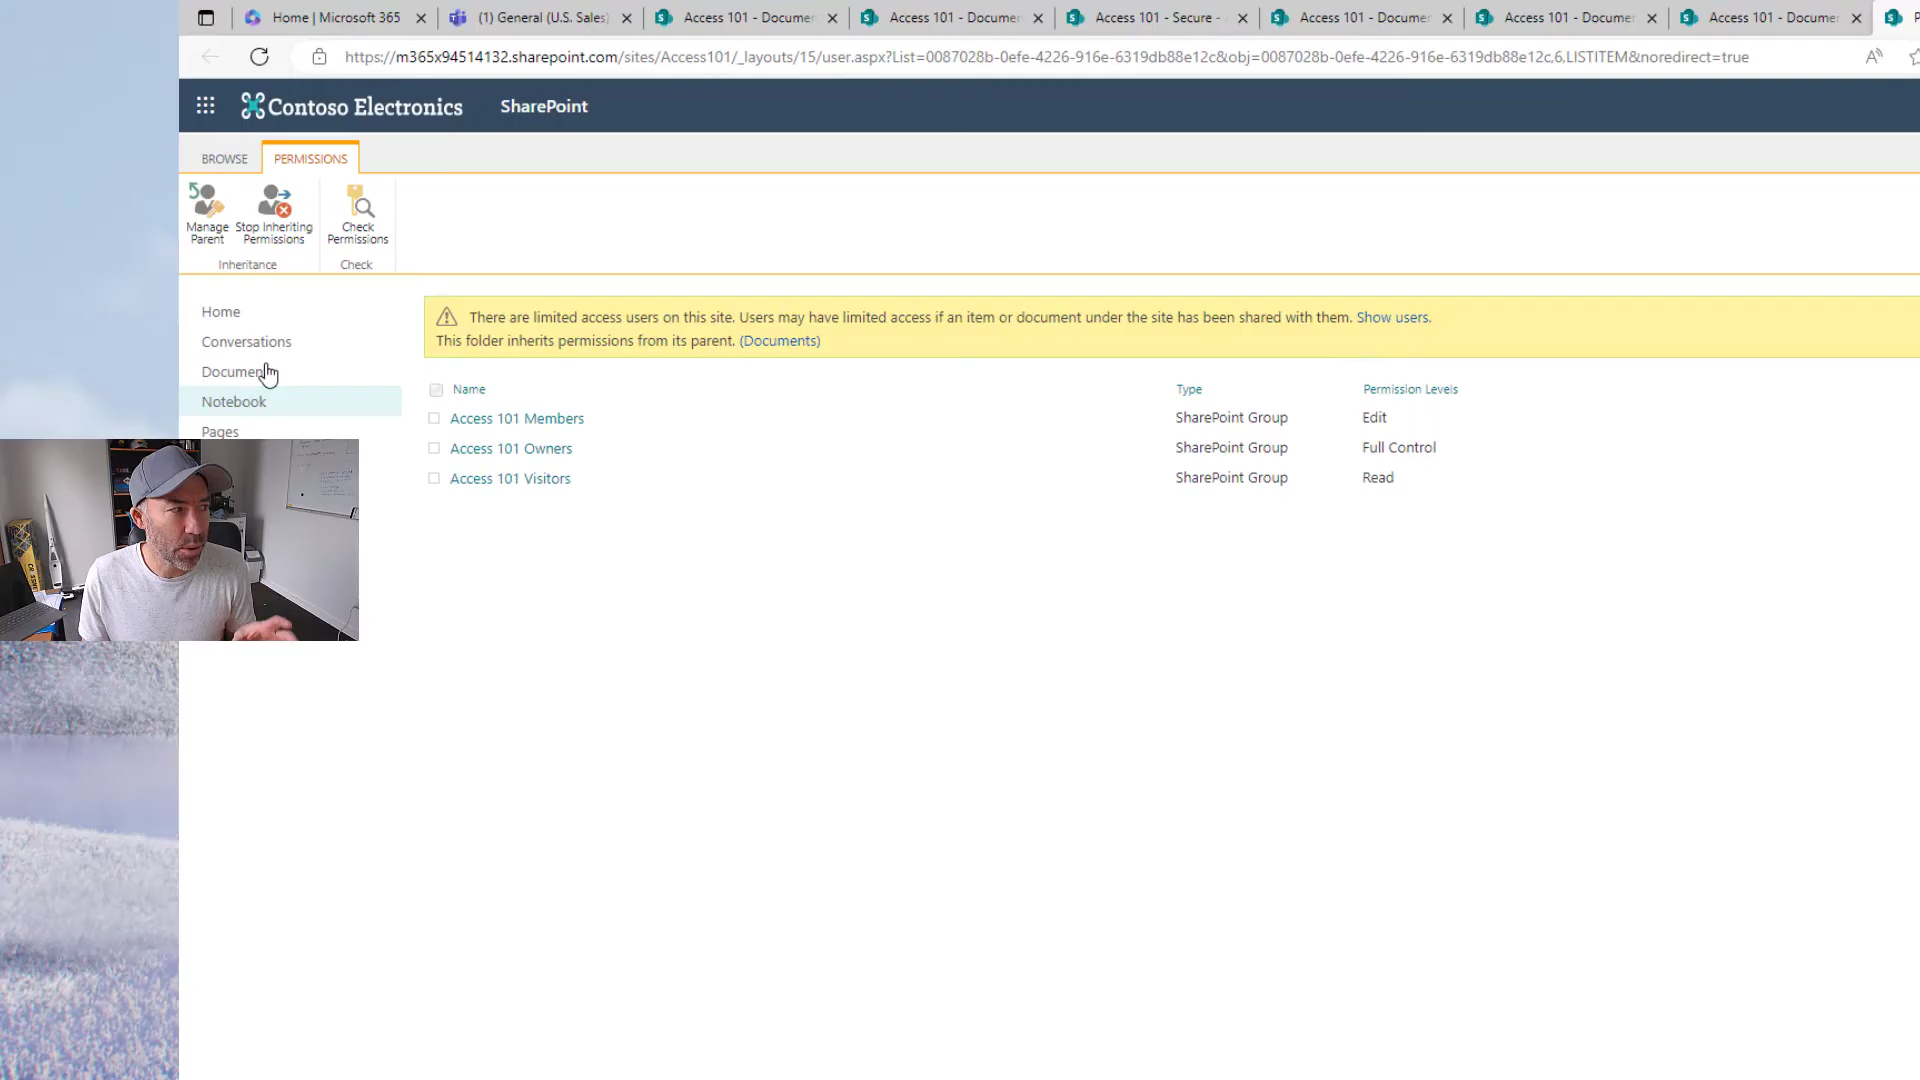 Home | Microsoft 365
(1) General (U.S. Sales)
Access 101 - Documen
Access 101 - Documer
Access 101 - Secure -
Access 101 - Documer
Access 101 - Documer
Access 101 - Documer
https://m365x94514132.sharepoint.com/sites/Access101/_layouts/15/user.aspx?List=0087028b-0efe-4226-916e-6319db88e12c&obj=0087028b-0efe-4226-916e-6319db88e12c,6,LISTITEM&noredirect=true
Contoso Electronics
SharePoint
BROWSE
PERMISSIONS
Manage Parent
Stop Inheriting Permissions
Check Permissions
Inheritance
Check
Home
Conversations
Documen
Notebook
Pages
There are limited access users on this site. Users may have limited access if an item or document under the site has been shared with them. Show users.
This folder inherits permissions from its parent. (Documents)
Name Type Permission Levels
Access 101 Members SharePoint Group Edit
Access 101 Owners SharePoint Group Full Control
Access 101 Visitors SharePoint Group Read